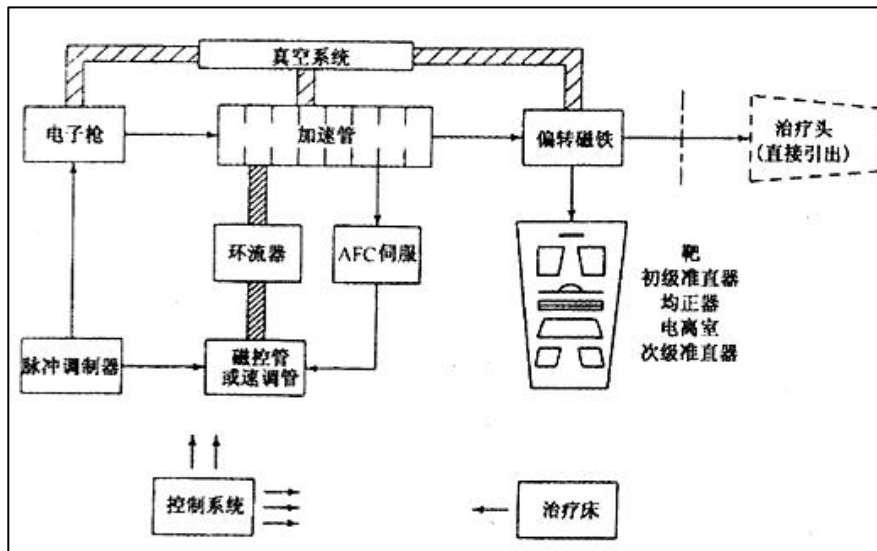 真空系统
电子枪
加速管
偏转磁铁
治疗头
(直接引出)
环流器
AFC伺服
靶
初级准直器
均正器
电离室
次级准直器
脉冲调制器
磁控管
或速调管
控制系统
治疗床